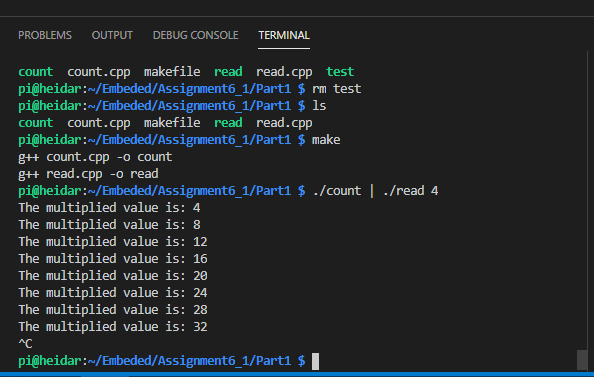 PROBLEMS OUTPUT DEBUG CONSOLE TERMINAL
count count.cpp makefile read read.cpp test
pi@heidar:~/Embeded/Assignment6_1/Part1 $ rm test
pi@heidar:~/Embeded/Assignment6_1/Part1 $ ls
count count.cpp makefile read read.cpp
pi@heidar:~/Embeded/Assignment6_1/Part1 $ make
g++ count.cpp -o count
g++ read.cpp -o read
pi@heidar:~/Embeded/Assignment6_1/Part1 $ ./count | ./read 4
The multiplied value is: 4
The multiplied value is: 8
The multiplied value is: 12
The multiplied value is: 16
The multiplied value is: 20
The multiplied value is: 24
The multiplied value is: 28
The multiplied value is: 32
^C
pi@heidar:~/Embeded/Assignment6_1/Part1 $